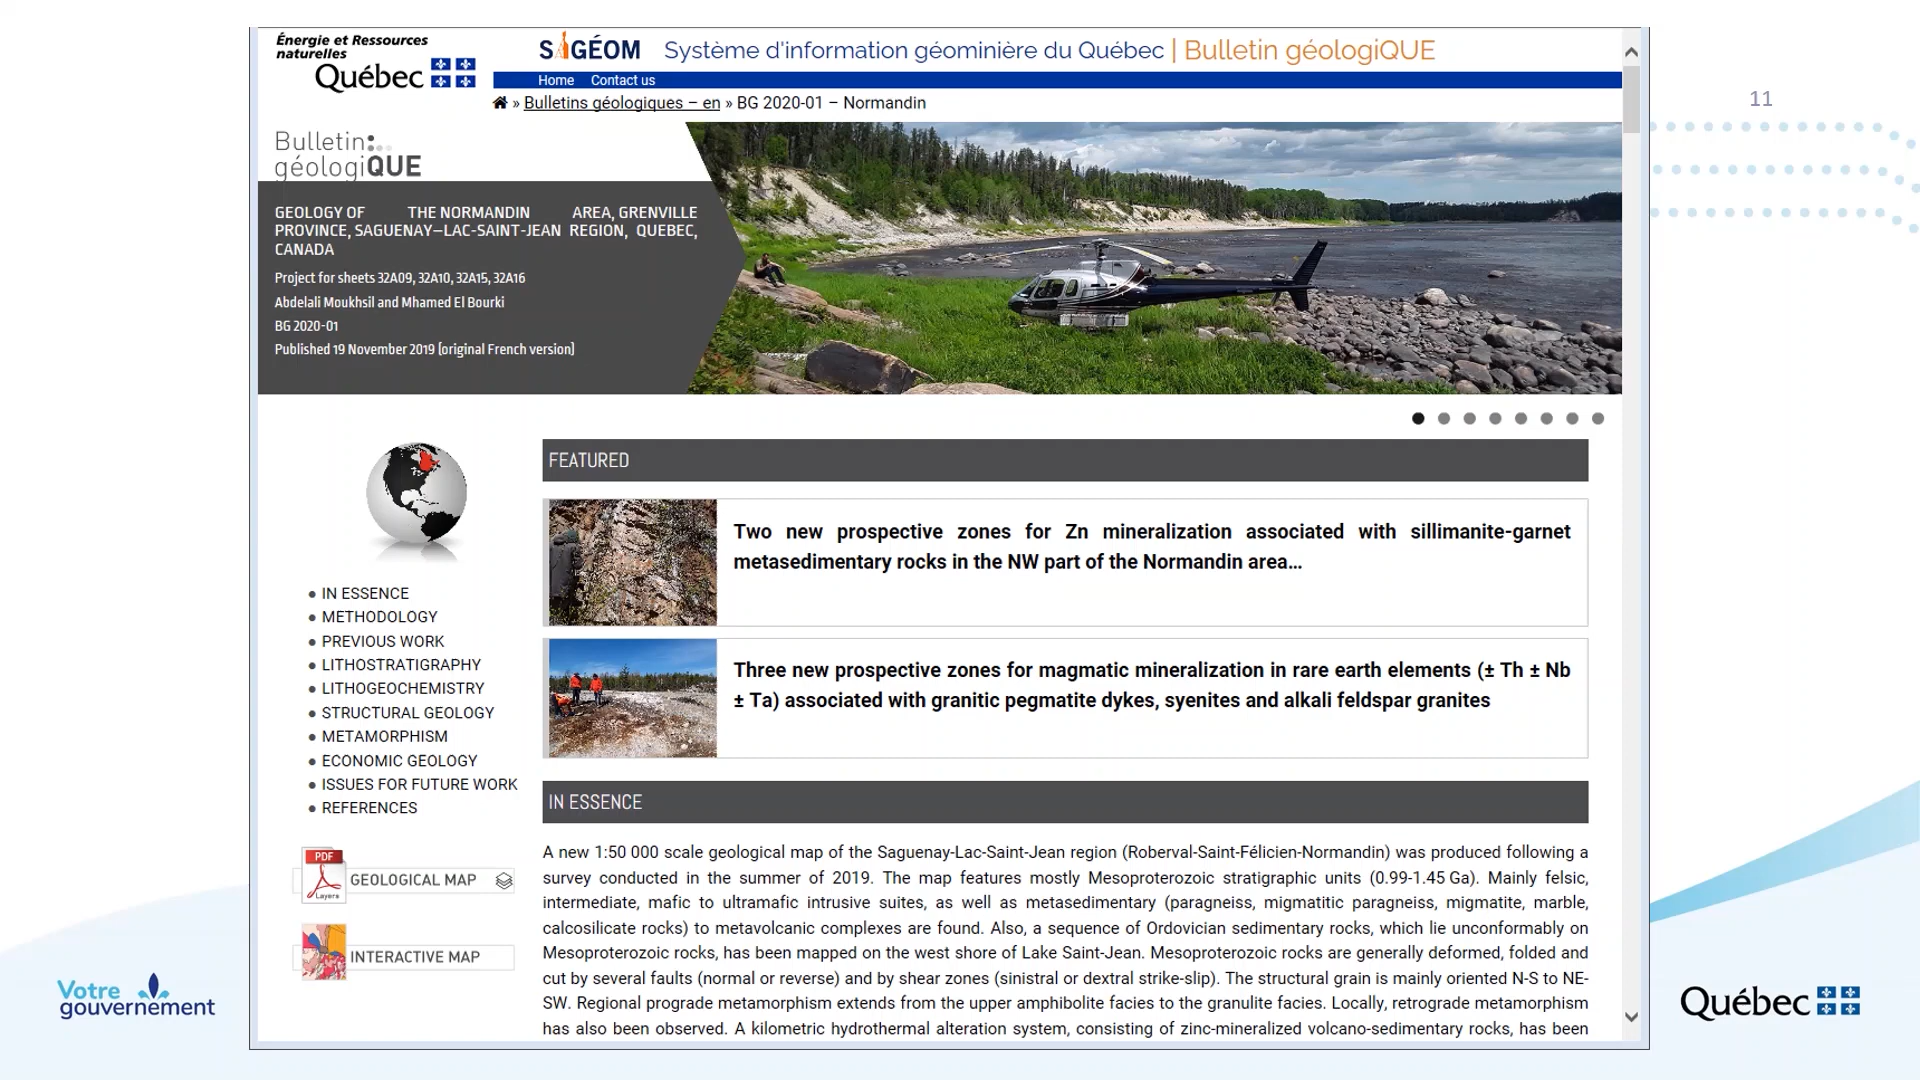 Énergie et Ressources
naturelles
Québec
SIGÉOM Système d'information géominière du Québec | Bulletin géologiQUE
Home Contact us
» Bulletins géologiques – en » BG 2020-01 – Normandin
11
Bulletin
géologiQUE
GEOLOGY OF THE NORMANDIN AREA, GRENVILLE
PROVINCE, SAGUENAY–LAC-SAINT-JEAN REGION, QUEBEC,
CANADA
Project for sheets 32A09, 32A10, 32A15, 32A16
Abdelali Moukhsil and Mhamed El Bourki
BG 2020-01
Published 19 November 2019 (original French version)
FEATURED
Two new prospective zones for Zn mineralization associated with sillimanite-garnet
metasedimentary rocks in the NW part of the Normandin area...
Three new prospective zones for magmatic mineralization in rare earth elements (± Th ± Nb
± Ta) associated with granitic pegmatite dykes, syenites and alkali feldspar granites
IN ESSENCE
METHODOLOGY
PREVIOUS WORK
LITHOSTRATIGRAPHY
LITHOGEOCHEMISTRY
STRUCTURAL GEOLOGY
METAMORPHISM
ECONOMIC GEOLOGY
ISSUES FOR FUTURE WORK
REFERENCES
PDF
Layers
GEOLOGICAL MAP
INTERACTIVE MAP
IN ESSENCE
A new 1:50 000 scale geological map of the Saguenay-Lac-Saint-Jean region (Roberval-Saint-Félicien-Normandin) was produced following a
survey conducted in the summer of 2019. The map features mostly Mesoproterozoic stratigraphic units (0.99-1.45 Ga). Mainly felsic,
intermediate, mafic to ultramafic intrusive suites, as well as metasedimentary (paragneiss, migmatitic paragneiss, migmatite, marble,
calcosilicate rocks) to metavolcanic complexes are found. Also, a sequence of Ordovician sedimentary rocks, which lie unconformably on
Mesoproterozoic rocks, has been mapped on the west shore of Lake Saint-Jean. Mesoproterozoic rocks are generally deformed, folded and
cut by several faults (normal or reverse) and by shear zones (sinistral or dextral strike-slip). The structural grain is mainly oriented N-S to NE-
SW. Regional prograde metamorphism extends from the upper amphibolite facies to the granulite facies. Locally, retrograde metamorphism
has also been observed. A kilometric hydrothermal alteration system, consisting of zinc-mineralized volcano-sedimentary rocks, has been
Votre
gouvernement
Québec